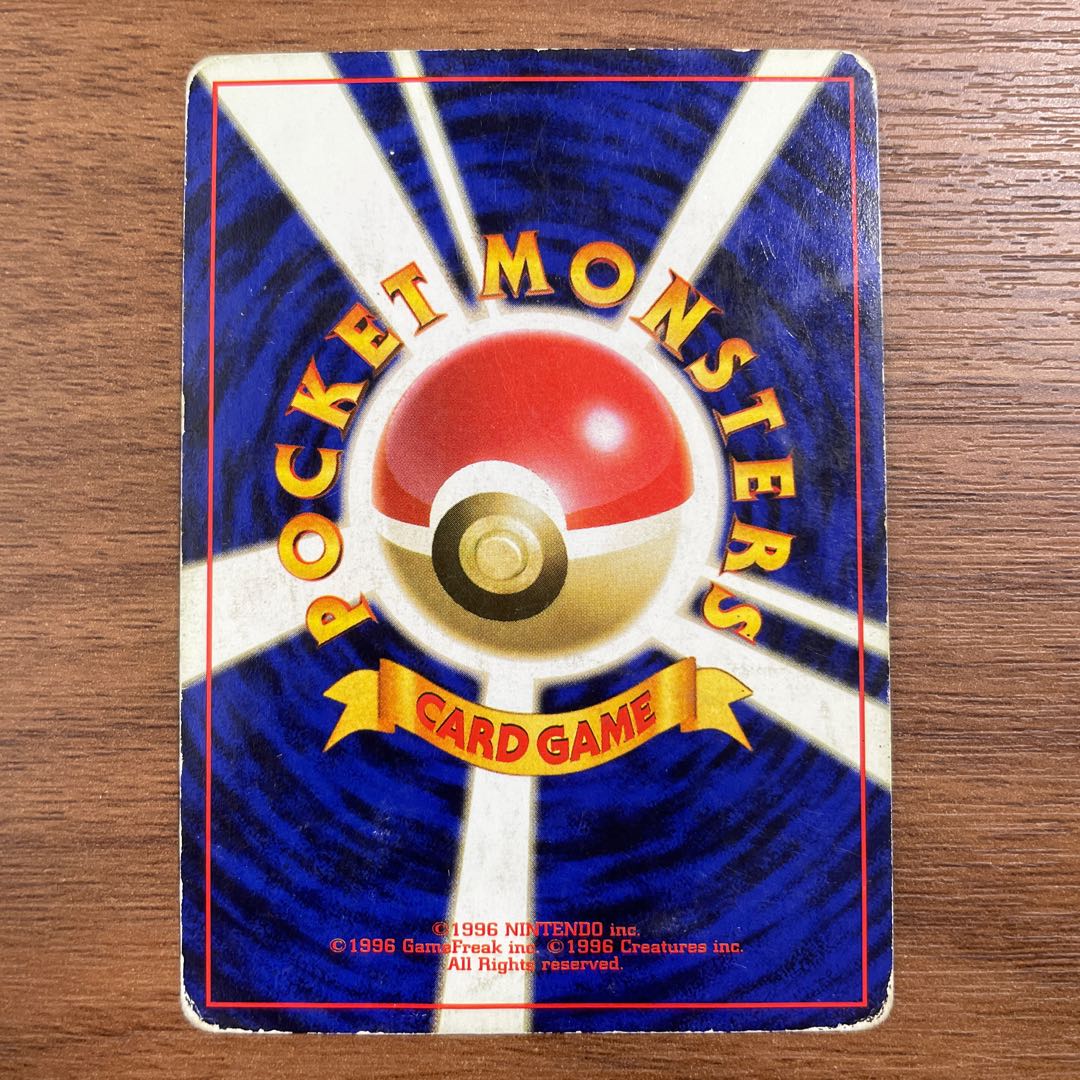 POCKET MONSTERS
CARD GAME
©1996 NINTENDO inc.
©1996 GameFreak inc. ©1996 Creatures inc.
All Rights reserved.